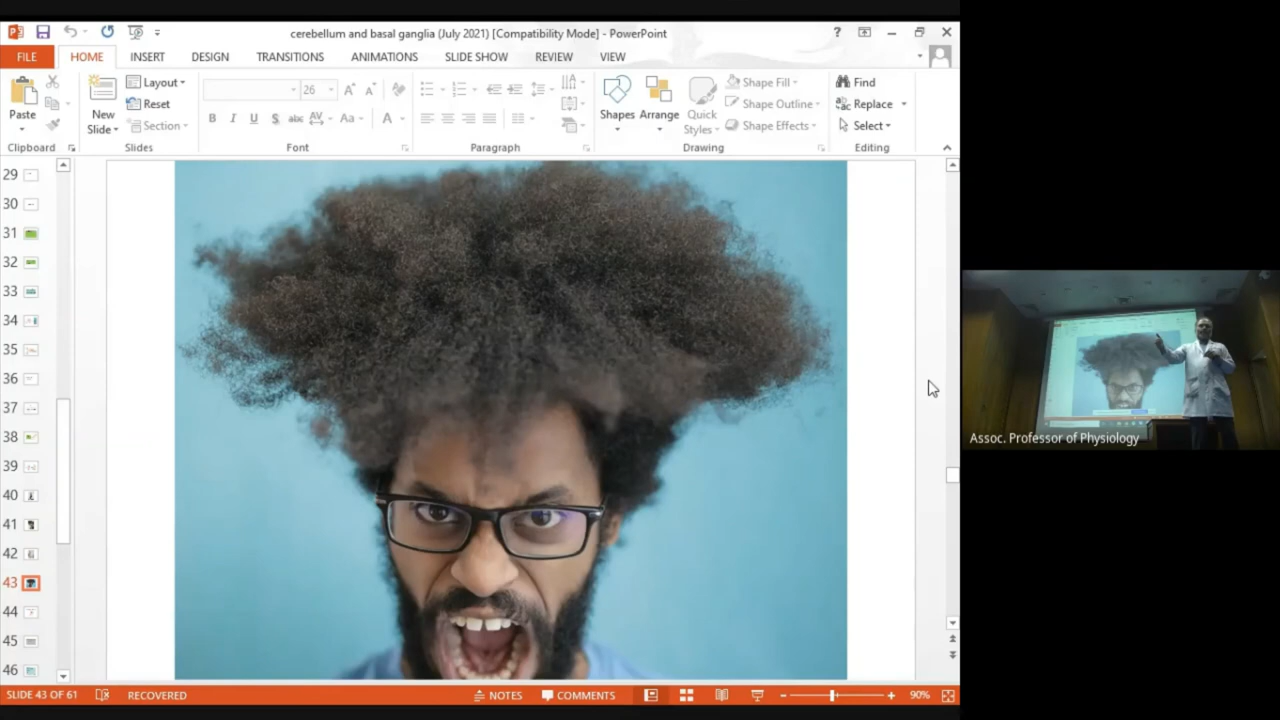 cerebellum and basal ganglia (July 2021) [Compatibility Mode] - PowerPoint
FILE HOME INSERT DESIGN TRANSITIONS ANIMATIONS SLIDE SHOW REVIEW VIEW
Paste
Clipboard
New
Slide
Layout
Reset
Section
Slides
26
B I U S abc AV Aa A
Font
Paragraph
Shapes
Arrange
Quick
Styles
Shape Fill
Shape Outline
Shape Effects
Drawing
Find
Replace
Select
Editing
29
30
31
32
33
34
35
36
37
38
39
40
41
42
43
44
45
46
Assoc. Professor of Physiology
SLIDE 43 OF 61 RECOVERED NOTES COMMENTS 90%